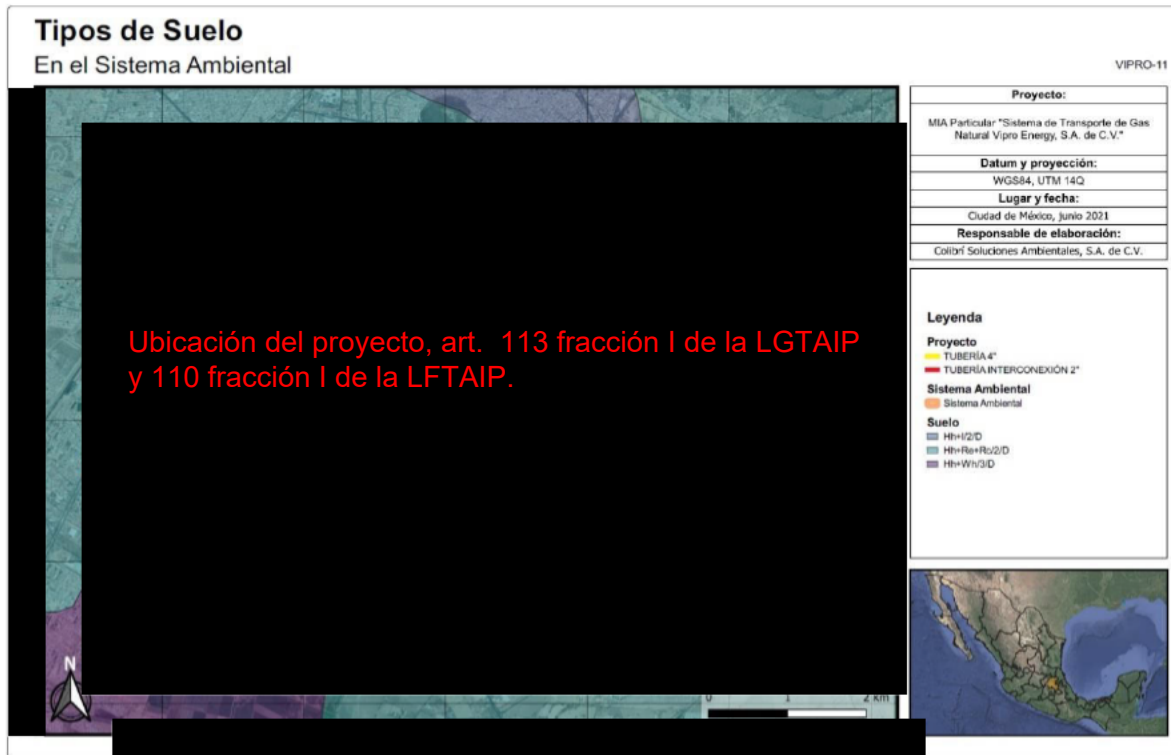 Tipos de Suelo
En el Sistema Ambiental
VIPRO-11
Proyecto:
MIA Particular "Sistema de Transporte de Gas
Natural Vipro Energy, S.A. de C.V."
Datum y proyección:
WGS84, UTM 14Q
Lugar y fecha:
Ciudad de México, junio 2021
Responsable de elaboración:
Colibrí Soluciones Ambientales, S.A. de C.V.
Ubicación del proyecto, art. 113 fracción I de la LGTAIP
y 110 fracción I de la LFTAIP.
Leyenda
Proyecto
TUBERÍA 4"
TUBERÍA INTERCONEXIÓN 2"
Sistema Ambiental
Sistema Ambiental
Suelo
Hh+I/2/D
Hh+Re+Rc/2/D
Hh+Wh/3/D
N
0 1 2 km